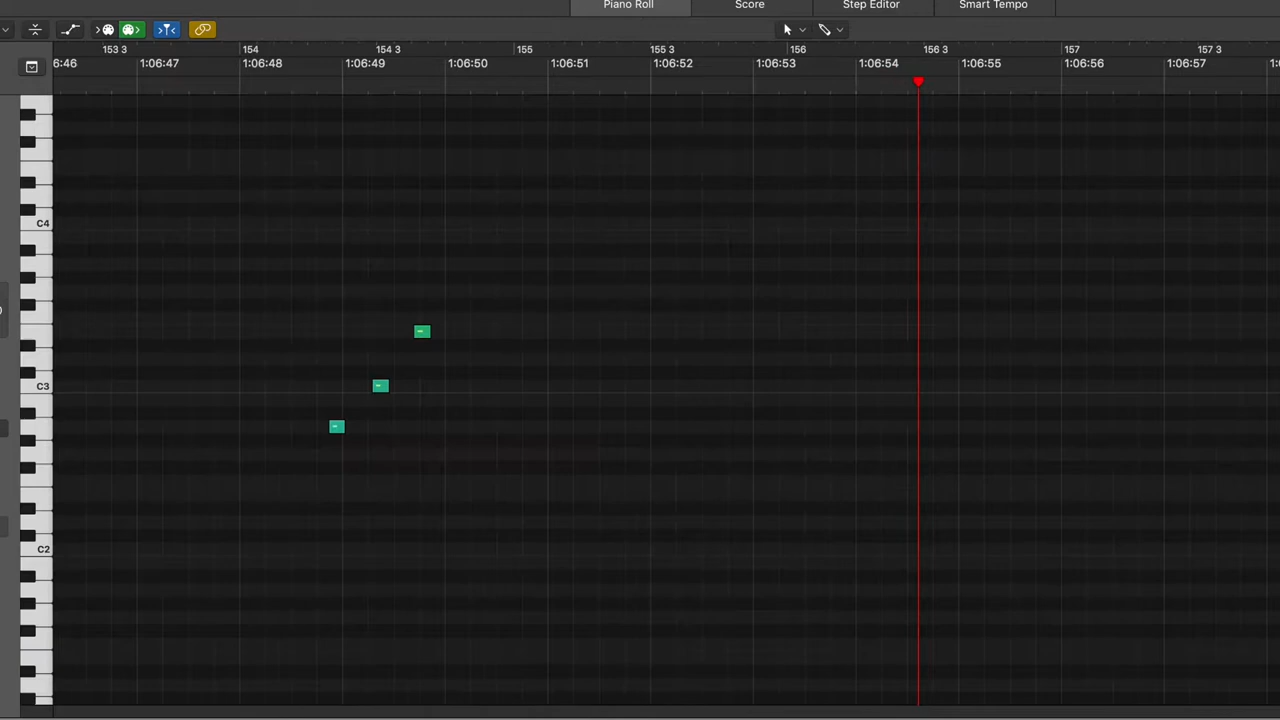 Piano Roll Score Step Editor Smart Tempo
153 3 154 154 3 155 155 3 156 156 3 157 157 3
6:46 1:06:47 1:06:48 1:06:49 1:06:50 1:06:51 1:06:52 1:06:53 1:06:54 1:06:55 1:06:56 1:06:57
C4
C3
C2